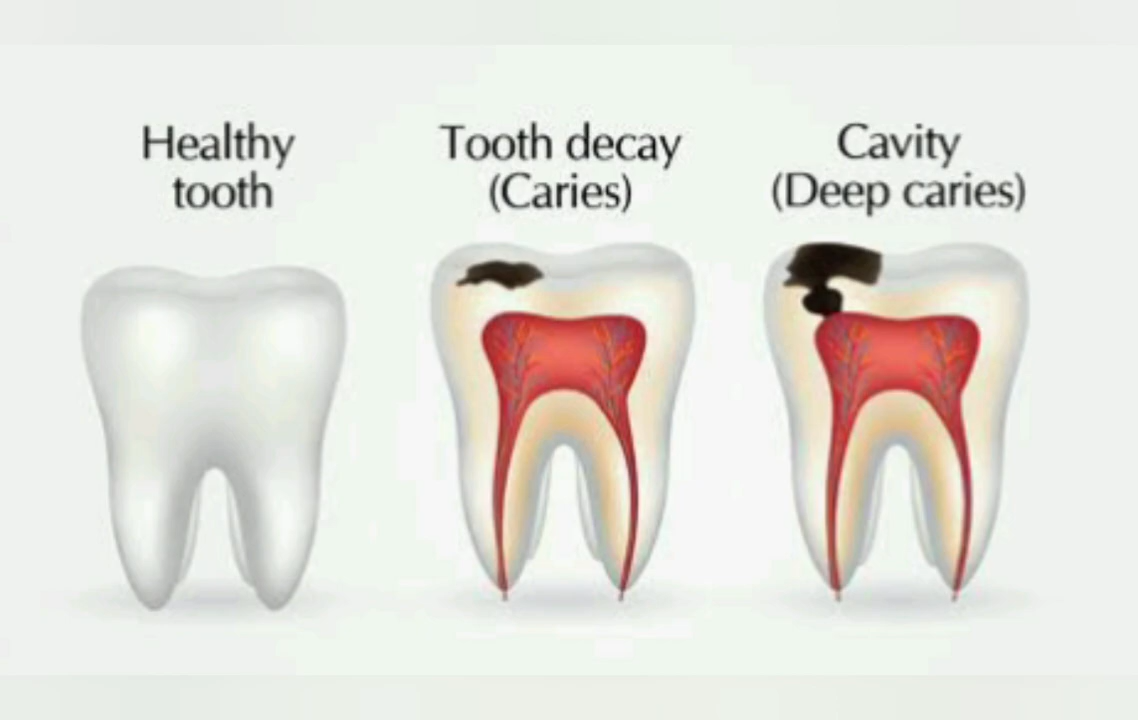 Healthy
tooth
Tooth decay
(Caries)
Cavity
(Deep caries)